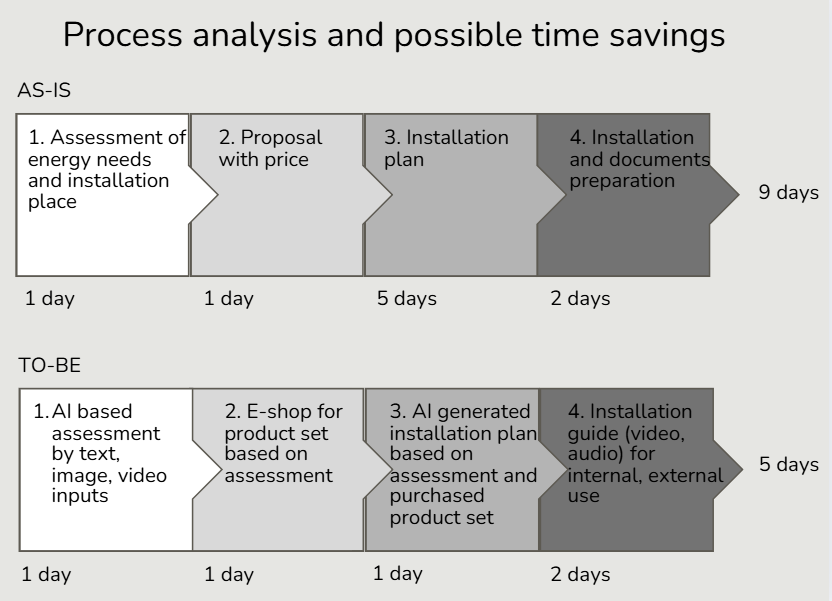 Process analysis and possible time savings
AS-IS
1. Assessment of
energy needs
and installation
place
2. Proposal
with price
3. Installation
plan
4. Installation
and documents
preparation
9 days
1 day
1 day
5 days
2 days
TO-BE
1. AI based
assessment
by text,
image, video
inputs
2. E-shop for
product set
based on
assessment
3. AI generated
installation plan
based on
assessment and
purchased
product set
4. Installation
guide (video,
audio) for
internal, external
use
5 days
1 day
1 day
1 day
2 days